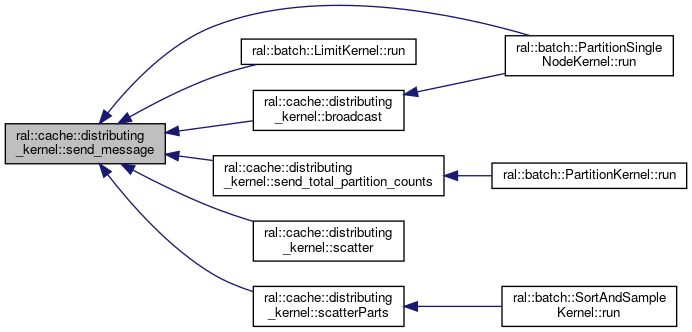 ral::cache::distributing
_kernel::send_message
ral::batch::LimitKernel::run
ral::batch::PartitionSingle
NodeKernel::run
ral::cache::distributing
_kernel::broadcast
ral::cache::distributing
_kernel::send_total_partition_counts
ral::batch::PartitionKernel::run
ral::cache::distributing
_kernel::scatter
ral::cache::distributing
_kernel::scatterParts
ral::batch::SortAndSample
Kernel::run